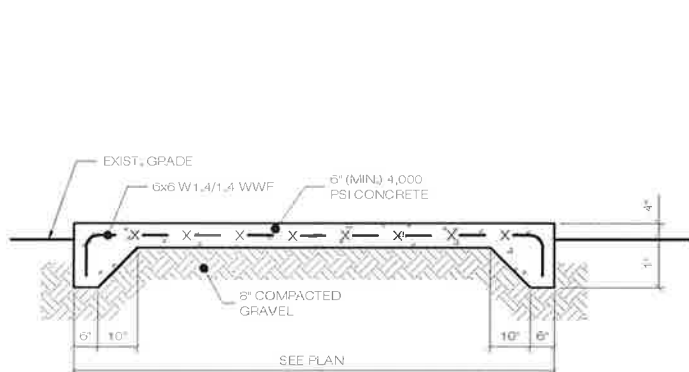 EXIST. GRADE
6x6 W1.4/1.4 WWF
6" (MIN.) 4,000
PSI CONCRETE
4"
1'
8" COMPACTED
GRAVEL
6"
10"
10"
6"
SEE PLAN